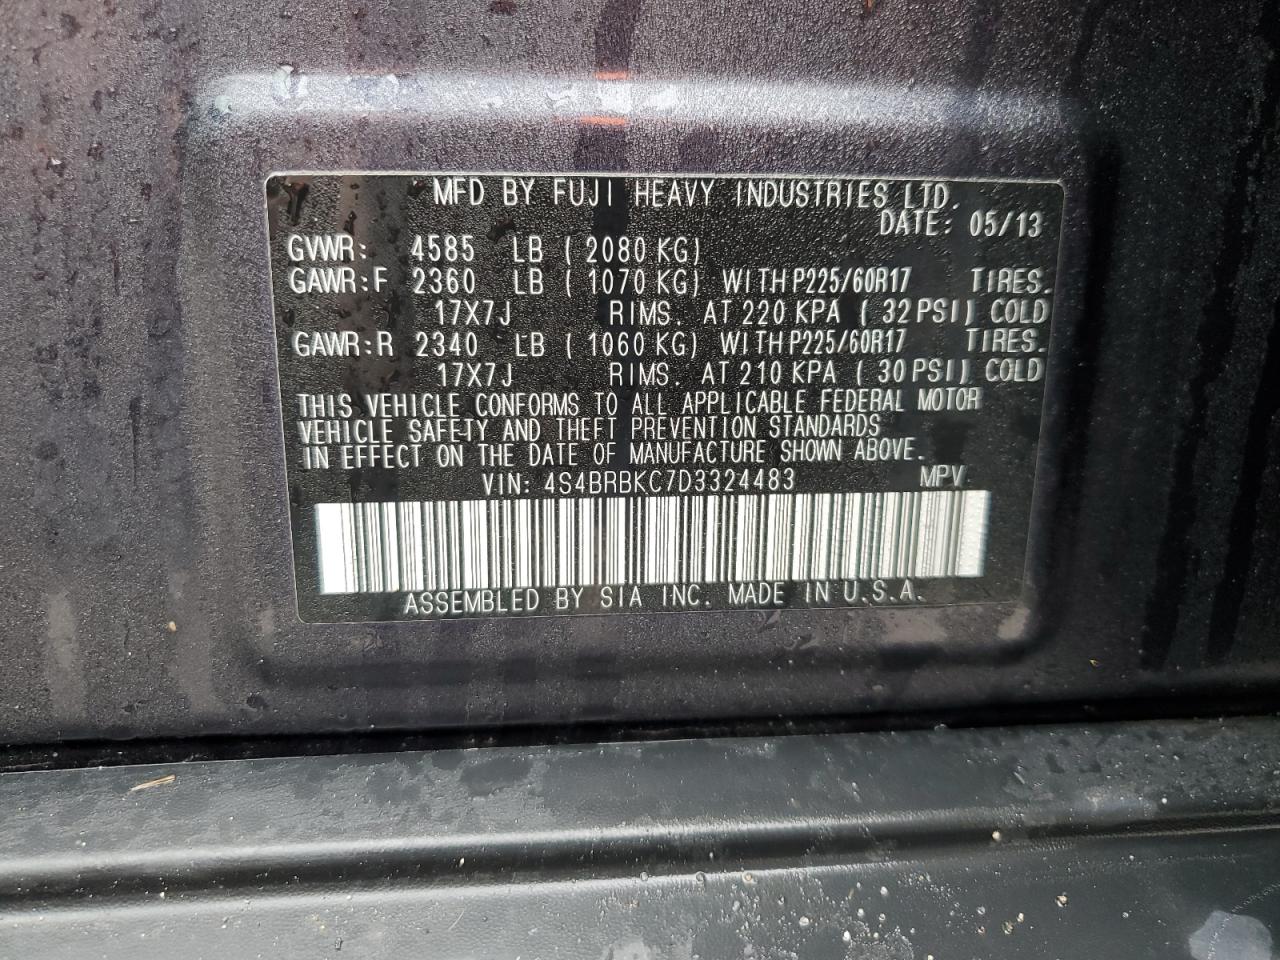 MFD BY FUJI HEAVY INDUSTRIES LTD.
DATE: 05/13
GVWR: 4585 LB ( 2080 KG)
GAWR:F 2360 LB ( 1070 KG) WITH P225/60R17 TIRES.
17X7J RIMS. AT 220 KPA ( 32 PSI) COLD
GAWR:R 2340 LB ( 1060 KG) WITH P225/60R17 TIRES.
17X7J RIMS. AT 210 KPA ( 30 PSI) COLD
THIS VEHICLE CONFORMS TO ALL APPLICABLE FEDERAL MOTOR
VEHICLE SAFETY AND THEFT PREVENTION STANDARDS
IN EFFECT ON THE DATE OF MANUFACTURE SHOWN ABOVE.
VIN: 4S4BRBKC7D3324483 MPV
ASSEMBLED BY SIA INC. MADE IN U.S.A.